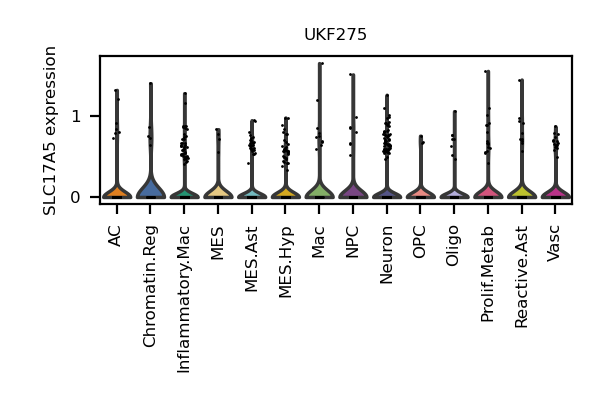 UKF275
SLC17A5 expression
1
0
AC
Chromatin.Reg
Inflammatory.Mac
MES
MES.Ast
MES.Hyp
Mac
NPC
Neuron
OPC
Oligo
Prolif.Metab
Reactive.Ast
Vasc